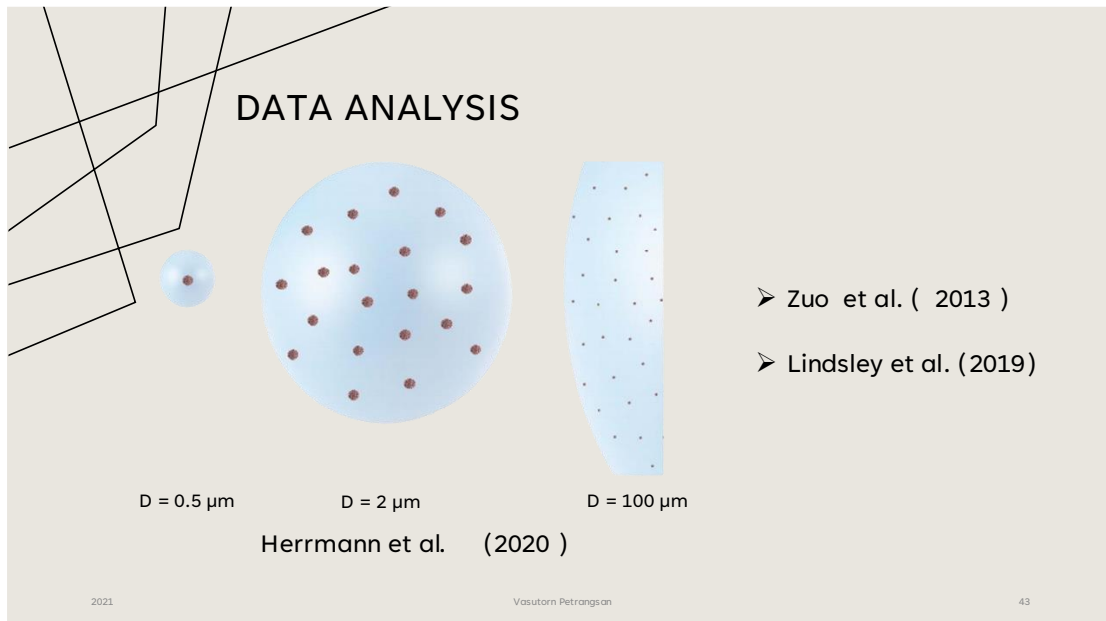 DATA ANALYSIS
➢ Zuo et al. ( 2013 )
➢ Lindsley et al. (2019)
D = 0.5 µm
D = 2 µm
D = 100 µm
Herrmann et al. (2020 )
2021
Vasutorn Petrangsan
43